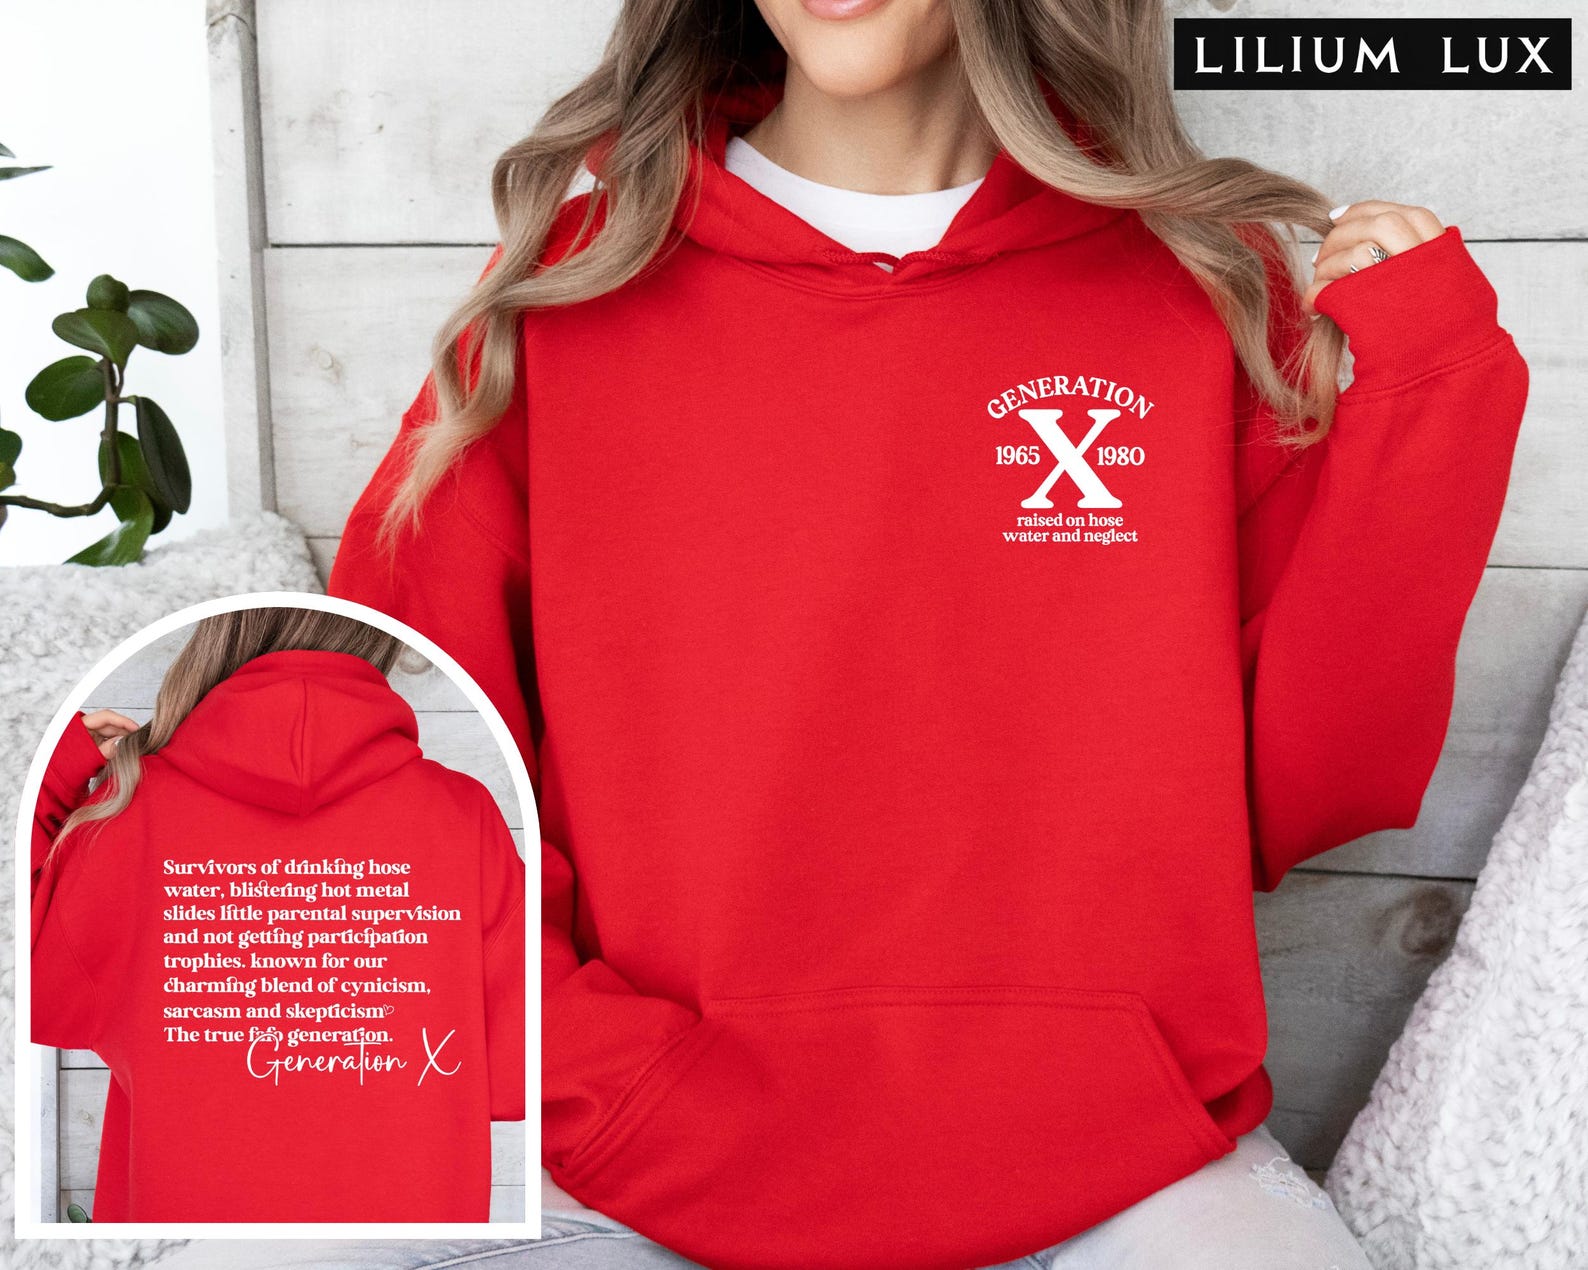 LILIUM LUX
GENERATION
X
1965 1980
raised on hose
water and neglect
Survivors of drinking hose
water, blistering hot metal
slides little parental supervision
and not getting participation
trophies. known for our
charming blend of cynicism,
sarcasm and skepticism♡
The true fafo generation.
Generation X